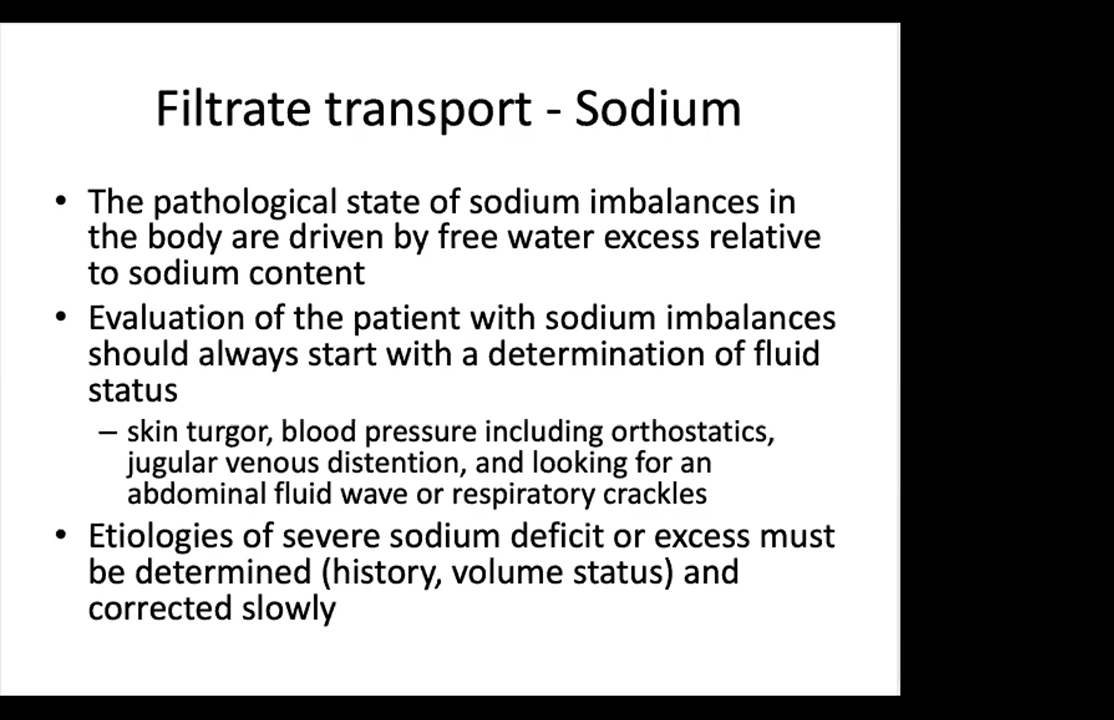 Filtrate transport - Sodium
• The pathological state of sodium imbalances in
the body are driven by free water excess relative
to sodium content
• Evaluation of the patient with sodium imbalances
should always start with a determination of fluid
status
– skin turgor, blood pressure including orthostatics,
jugular venous distention, and looking for an
abdominal fluid wave or respiratory crackles
• Etiologies of severe sodium deficit or excess must
be determined (history, volume status) and
corrected slowly